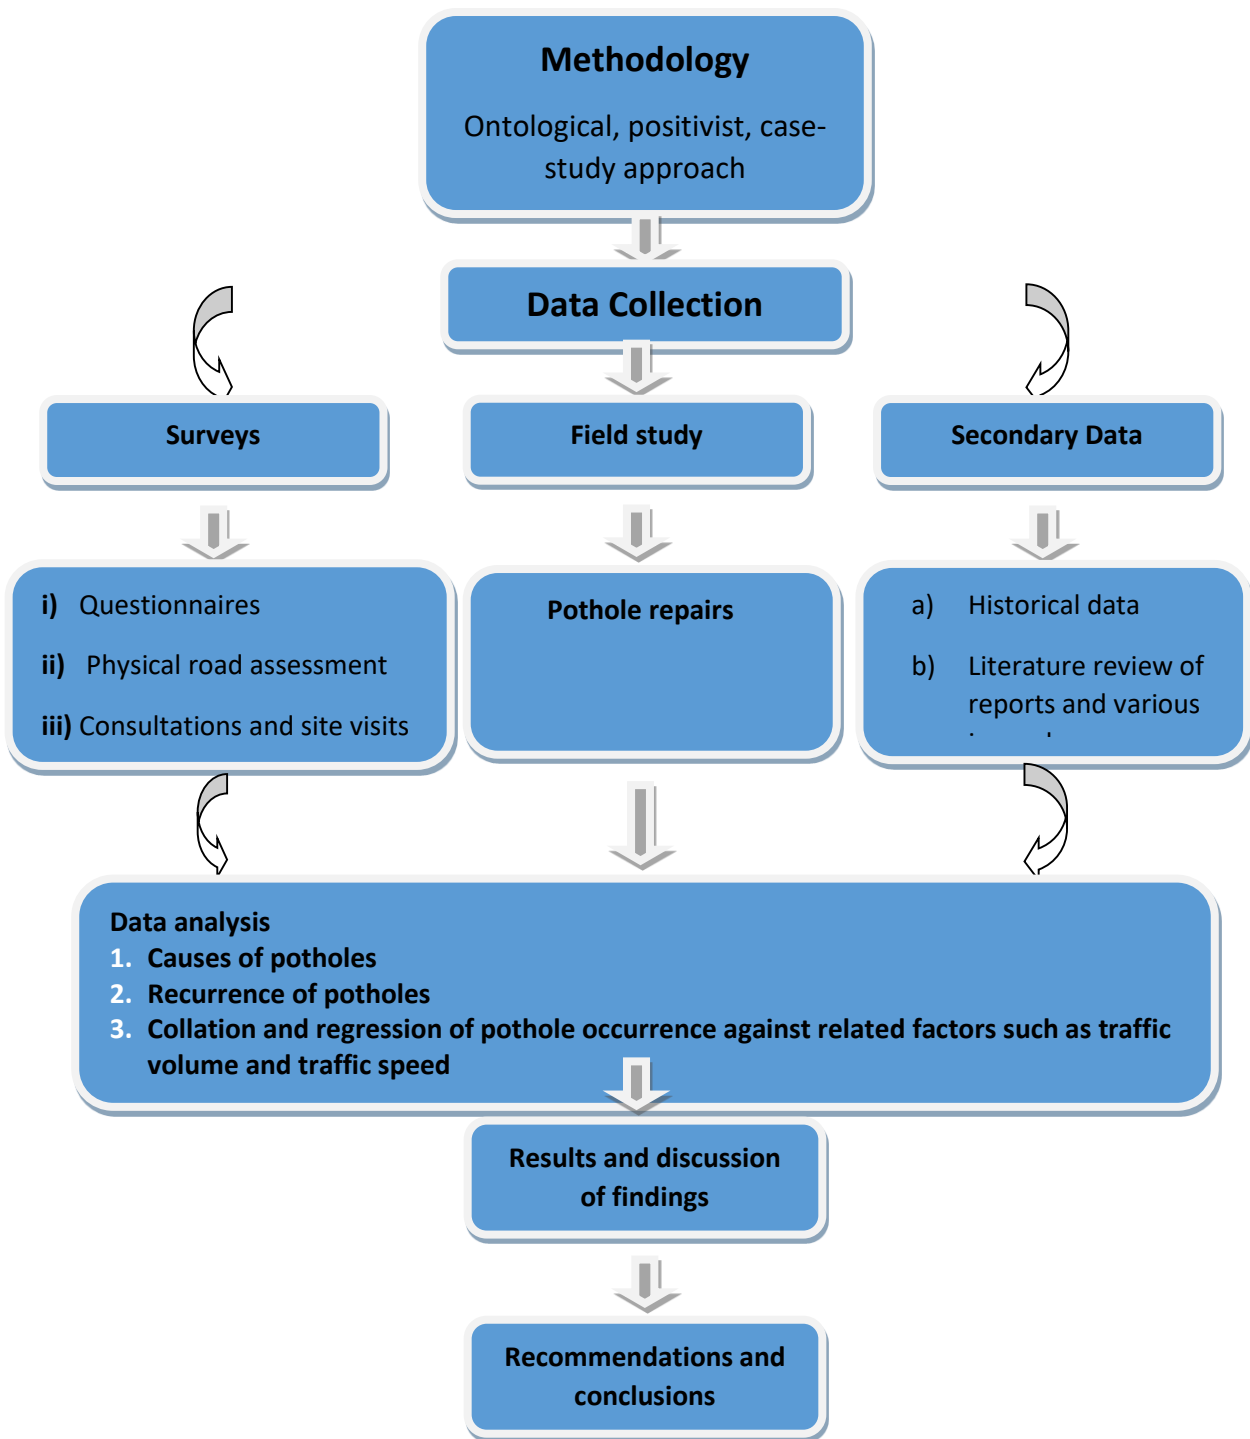 Methodology
Ontological, positivist, case-
study approach
Data Collection
Surveys
Field study
Secondary Data
i) Questionnaires
ii) Physical road assessment
iii) Consultations and site visits
Pothole repairs
a) Historical data
b) Literature review of
reports and various
Data analysis
1. Causes of potholes
2. Recurrence of potholes
3. Collation and regression of pothole occurrence against related factors such as traffic
volume and traffic speed
Results and discussion
of findings
Recommendations and
conclusions